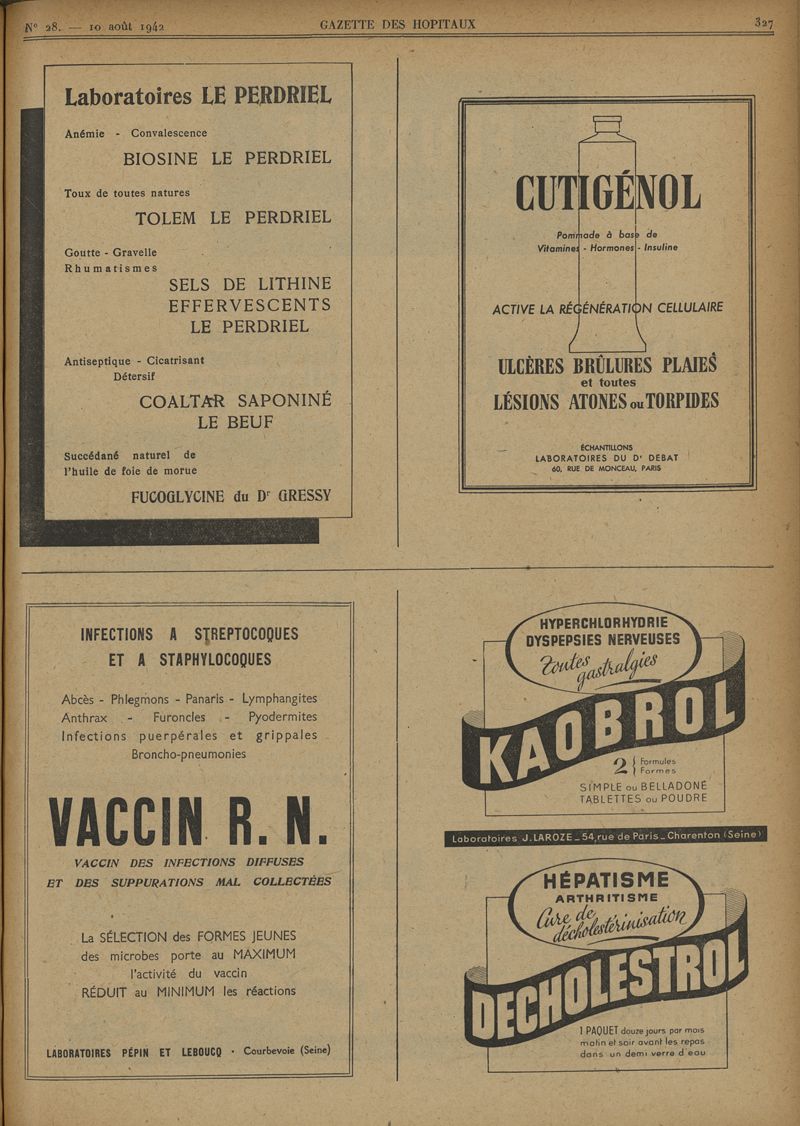 N° 28. — 10 août 1942
GAZETTE DES HOPITAUX
327
Laboratoires LE PERDRIEL
Anémie - Convalescence
BIOSINE LE PERDRIEL
Toux de toutes natures
TOLEM LE PERDRIEL
Goutte - Gravelle
Rhumatismes
SELS DE LITHINE
EFFERVESCENTS
LE PERDRIEL
Antiseptique - Cicatrisant
Détersif
COALTAR SAPONINÉ
LE BEUF
Succédané naturel de
l'huile de foie de morue
FUCOGLYCINE du Dr GRESSY
CUTIGÉNOL
Pommade à base de
Vitamines - Hormones - Insuline
ACTIVE LA RÉGÉNÉRATION CELLULAIRE
ULCÈRES BRÛLURES PLAIES
et toutes
LÉSIONS ATONES ou TORPIDES
ÉCHANTILLONS
LABORATOIRES DU Dr DEBAT
60, RUE DE MONCEAU, PARIS
INFECTIONS A STREPTOCOQUES
ET A STAPHYLOCOQUES
Abcès - Phlegmons - Panaris - Lymphangites
Anthrax - Furoncles - Pyodermites
Infections puerpérales et grippales
Broncho-pneumonies
VACCIN R. N.
VACCIN DES INFECTIONS DIFFUSES
ET DES SUPPURATIONS MAL COLLECTÉES
La SÉLECTION des FORMES JEUNES
des microbes porte au MAXIMUM
l'activité du vaccin
RÉDUIT au MINIMUM les réactions
LABORATOIRES PÉPIN ET LEBOUCQ - Courbevoie (Seine)
HYPERCHLORHYDRIE
DYSPEPSIES NERVEUSES
Toutes
gastralgies
KAOBROL
2 Formules
Formes
SIMPLE ou BELLADONÉ
TABLETTES ou POUDRE
Laboratoires J. LAROZE _ 54, rue de Paris _ Charenton (Seine)
HÉPATISME
ARTHRITISME
Cure de
décholestérinisation
DECHOLESTROL
1 PAQUET douze jours par mois
matin et soir avant les repas
dans un demi verre d eau